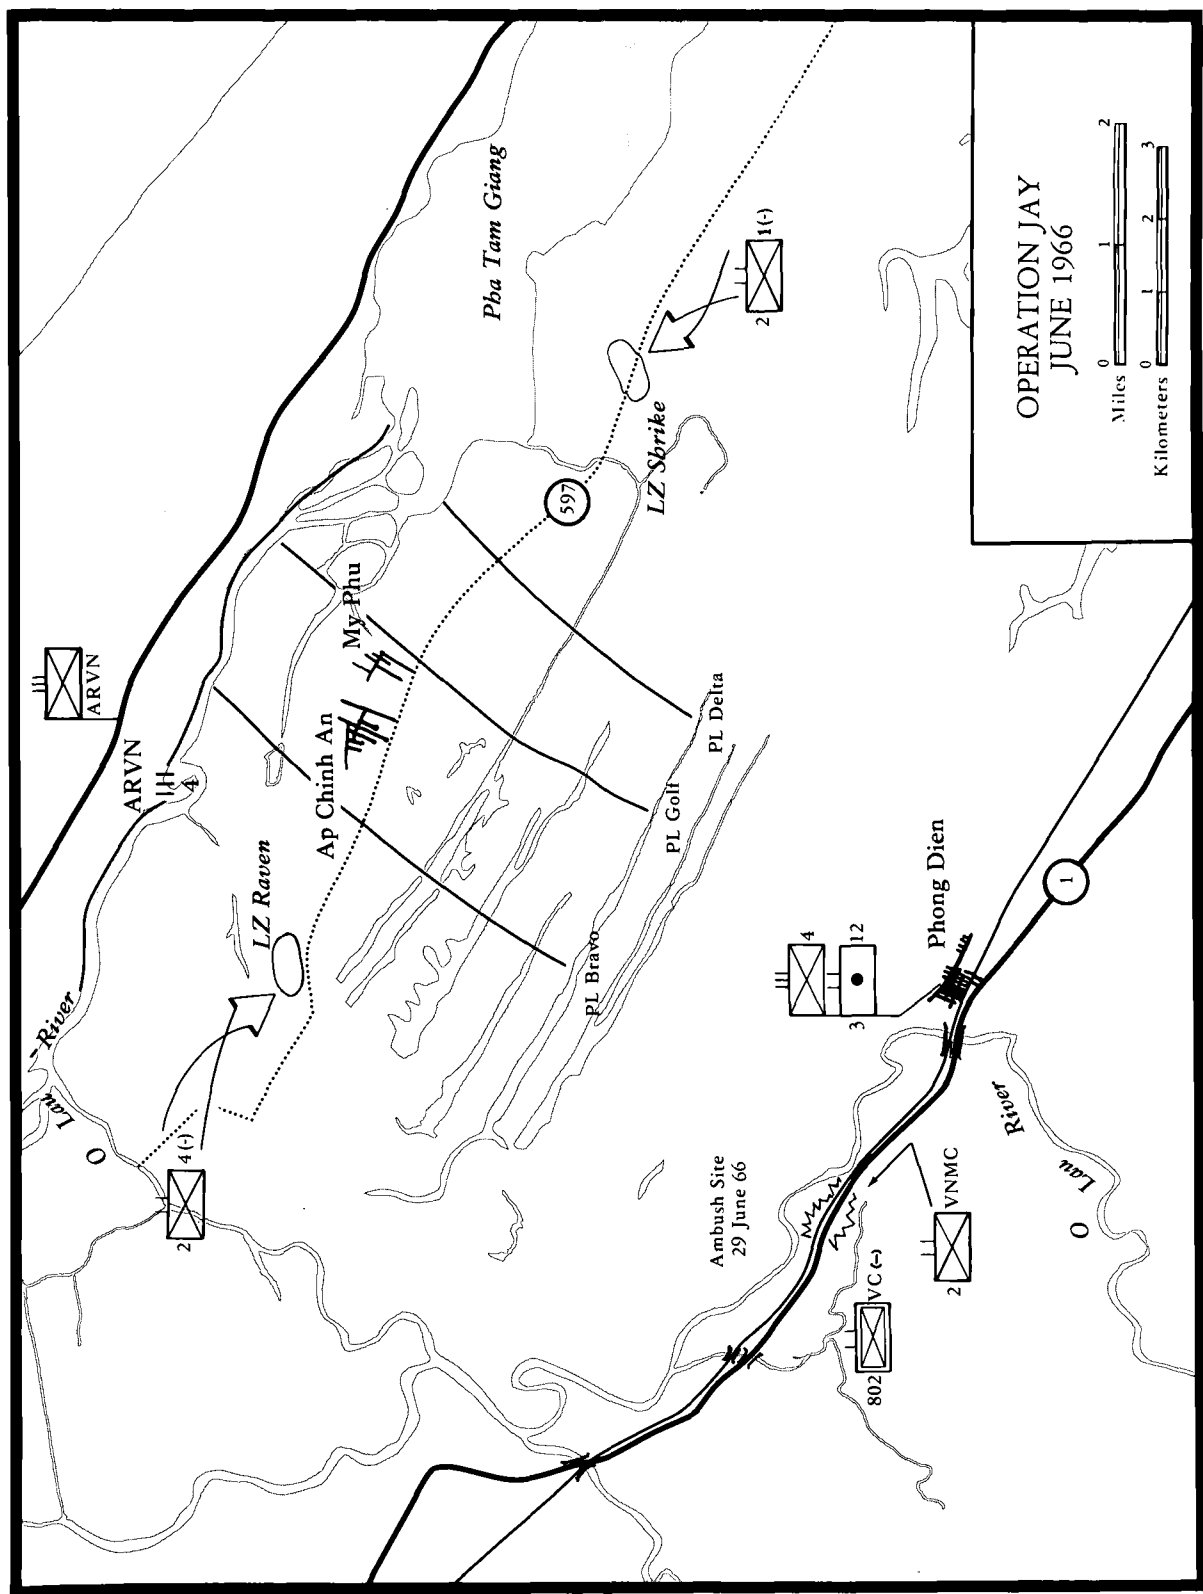 OPERATION JAY
JUNE 1966
0 1 2
Miles
0 1 2 3
Kilometers
ARVN
ARVN
4
O Lau River
2 4 (-)
LZ Raven
Ap Chinh An
My Phu
Pha Tam Giang
597
LZ Shrike
2 1(-)
PL Bravo
PL Golf
PL Delta
Ambush Site
29 June 66
4
3 12
Phong Dien
1
802 VC (-)
2 VNMC
O Lau River